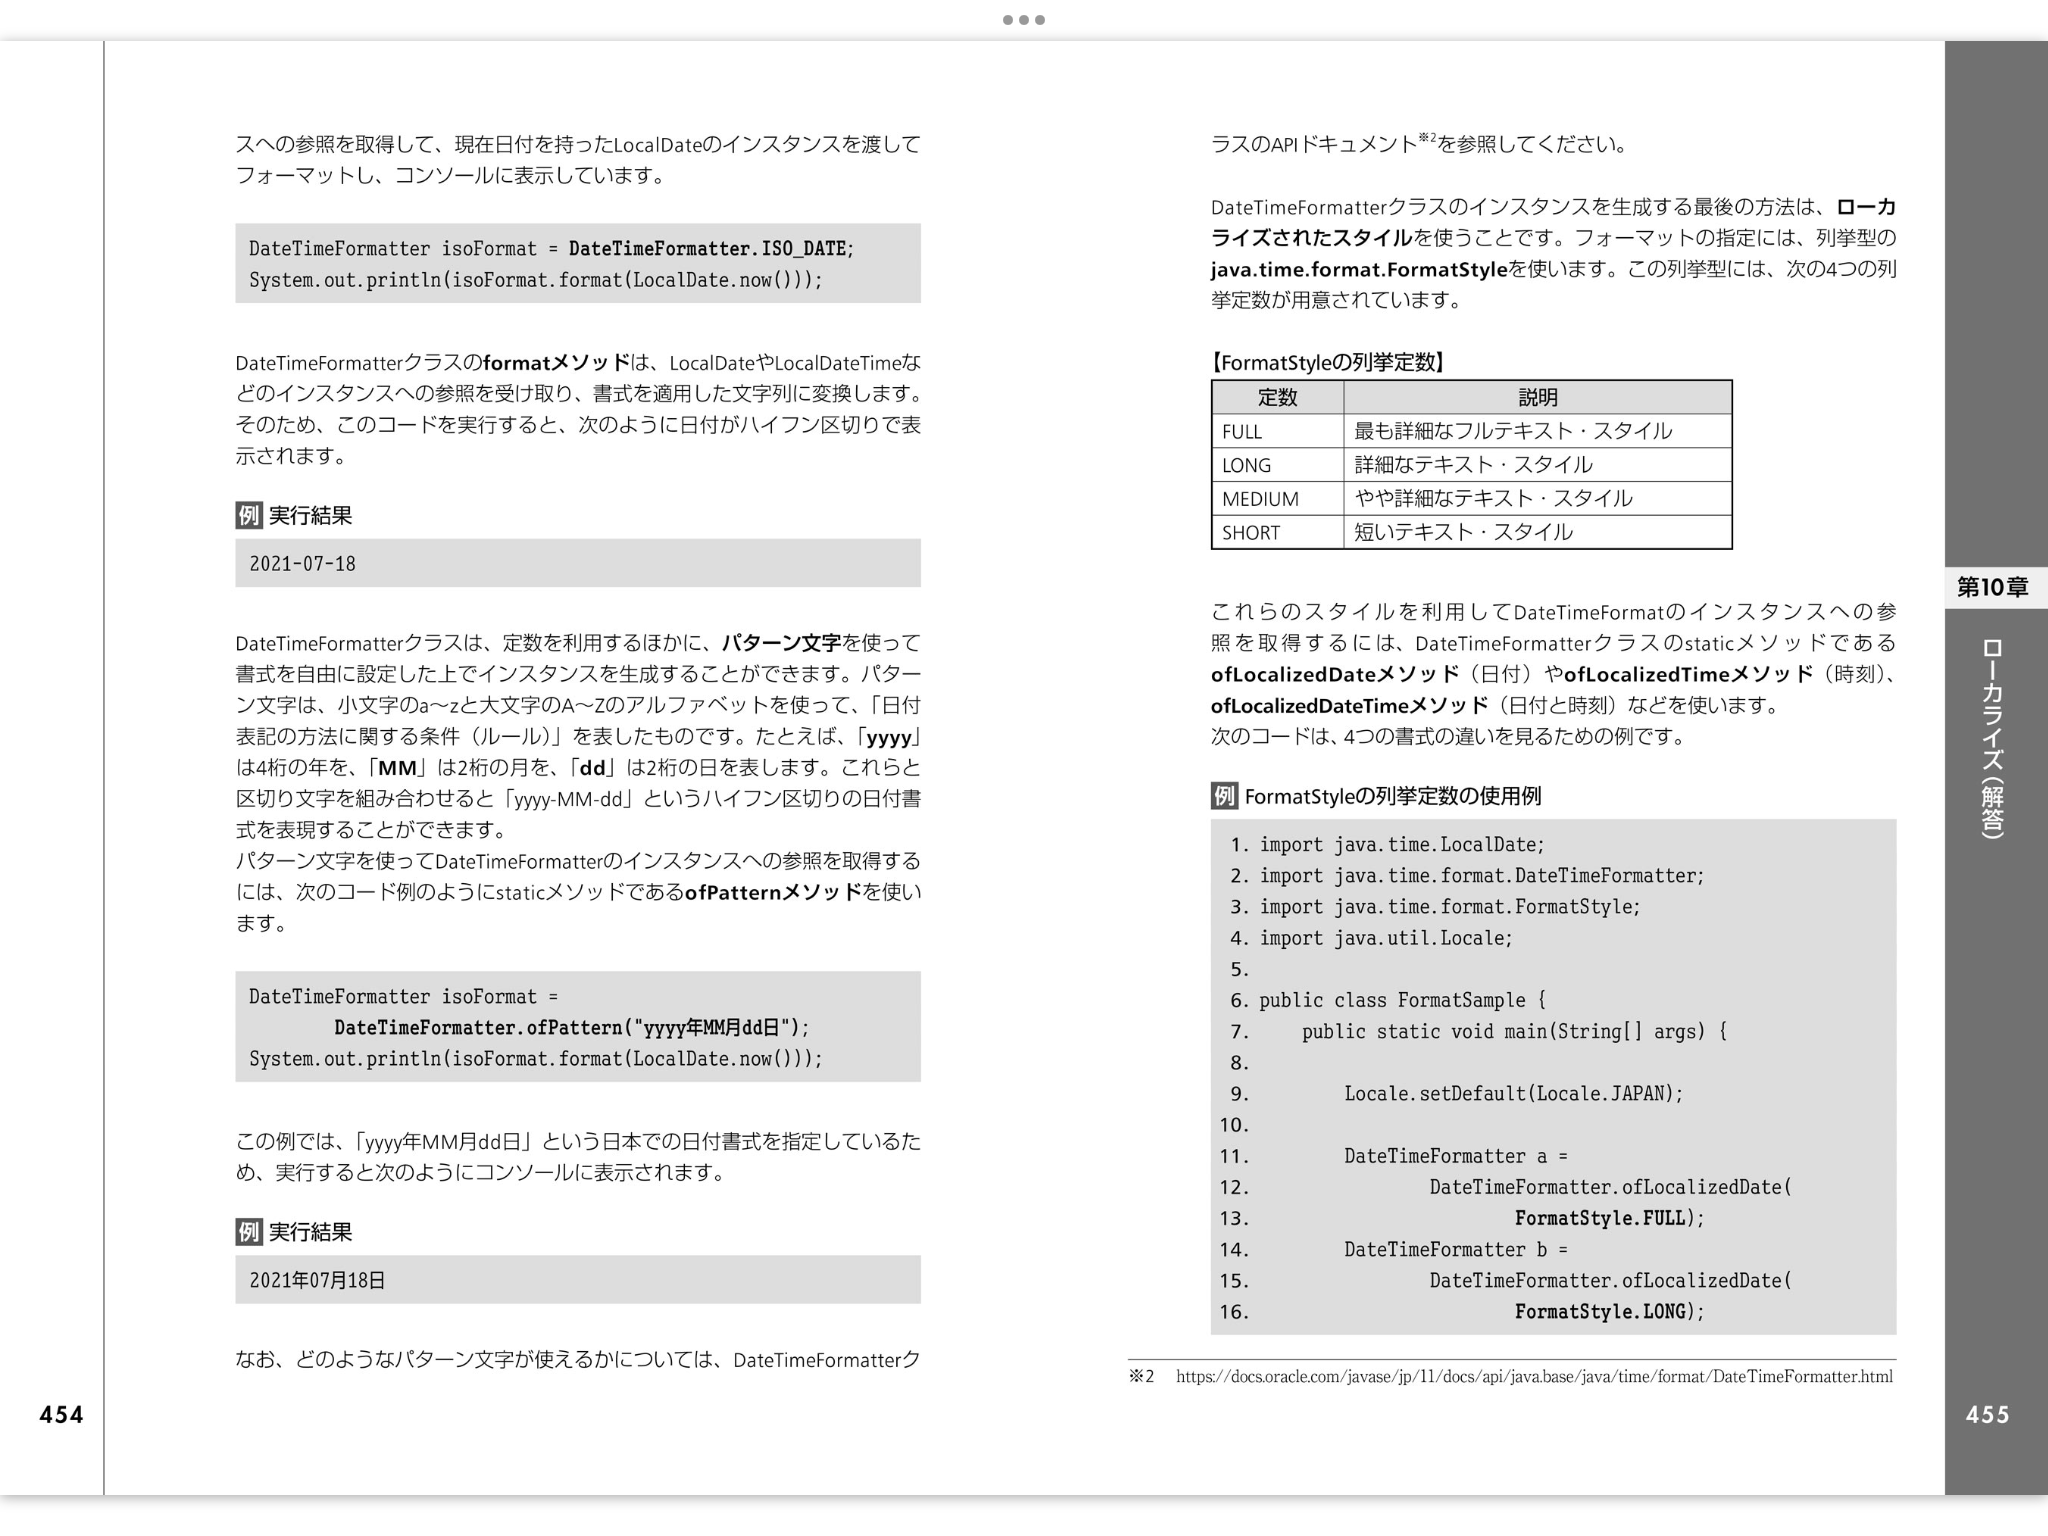 スへの参照を取得して、現在日付を持ったLocalDateのインスタンスを渡して
フォーマットし、コンソールに表示しています。
DateTimeFormatter isoFormat = DateTimeFormatter.ISO_DATE;
System.out.println(isoFormat.format(LocalDate.now()));
DateTimeFormatterクラスのformatメソッドは、LocalDateやLocalDateTimeな
どのインスタンスへの参照を受け取り、書式を適用した文字列に変換します。
そのため、このコードを実行すると、次のように日付がハイフン区切りで表
示されます。
例 実行結果
2021-07-18
DateTimeFormatterクラスは、定数を利用するほかに、パターン文字を使って
書式を自由に設定した上でインスタンスを生成することができます。パター
ン文字は、小文字のa〜zと大文字のA〜Zのアルファベットを使って、「日付
表記の方法に関する条件（ルール）」を表したものです。たとえば、「yyyy」
は4桁の年を、「MM」は2桁の月を、「dd」は2桁の日を表します。これらと
区切り文字を組み合わせると「yyyy-MM-dd」というハイフン区切りの日付書
式を表現することができます。
パターン文字を使ってDateTimeFormatterのインスタンスへの参照を取得する
には、次のコード例のようにstaticメソッドであるofPatternメソッドを使い
ます。
DateTimeFormatter isoFormat =
DateTimeFormatter.ofPattern("yyyy年MM月dd日");
System.out.println(isoFormat.format(LocalDate.now()));
この例では、「yyyy年MM月dd日」という日本での日付書式を指定しているた
め、実行すると次のようにコンソールに表示されます。
例 実行結果
2021年07月18日
なお、どのようなパターン文字が使えるかについては、DateTimeFormatterク
454
ラスのAPIドキュメント※2を参照してください。
DateTimeFormatterクラスのインスタンスを生成する最後の方法は、ローカ
ライズされたスタイルを使うことです。フォーマットの指定には、列挙型の
java.time.format.FormatStyleを使います。この列挙型には、次の4つの列
挙定数が用意されています。
【FormatStyleの列挙定数】
定数 説明
FULL 最も詳細なフルテキスト・スタイル
LONG 詳細なテキスト・スタイル
MEDIUM やや詳細なテキスト・スタイル
SHORT 短いテキスト・スタイル
これらのスタイルを利用してDateTimeFormatのインスタンスへの参
照を取得するには、DateTimeFormatterクラスのstaticメソッドである
ofLocalizedDateメソッド（日付）やofLocalizedTimeメソッド（時刻）、
ofLocalizedDateTimeメソッド（日付と時刻）などを使います。
次のコードは、4つの書式の違いを見るための例です。
例 FormatStyleの列挙定数の使用例
1. import java.time.LocalDate;
2. import java.time.format.DateTimeFormatter;
3. import java.time.format.FormatStyle;
4. import java.util.Locale;
5.
6. public class FormatSample {
7. public static void main(String[] args) {
8.
9. Locale.setDefault(Locale.JAPAN);
10.
11. DateTimeFormatter a =
12. DateTimeFormatter.ofLocalizedDate(
13. FormatStyle.FULL);
14. DateTimeFormatter b =
15. DateTimeFormatter.ofLocalizedDate(
16. FormatStyle.LONG);
※2 https://docs.oracle.com/javase/jp/11/docs/api/java.base/java/time/format/DateTimeFormatter.html
第10章
ローカライズ（解答）
455